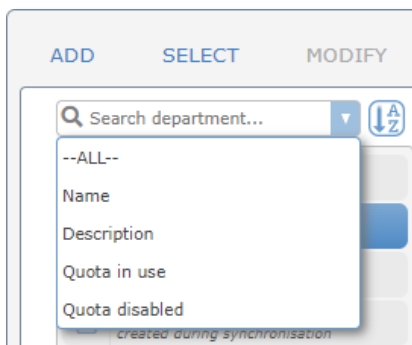 ADD SELECT MODIFY
Search department...
A
Z
--ALL--
Name
Description
Quota in use
Quota disabled
created during synchronisation